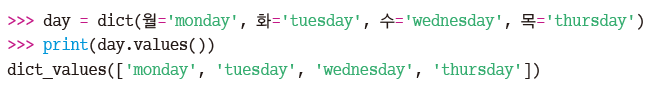 >>> day = dict(월='monday', 화='tuesday', 수='wednesday', 목='thursday')
>>> print(day.values())
dict_values(['monday', 'tuesday', 'wednesday', 'thursday'])